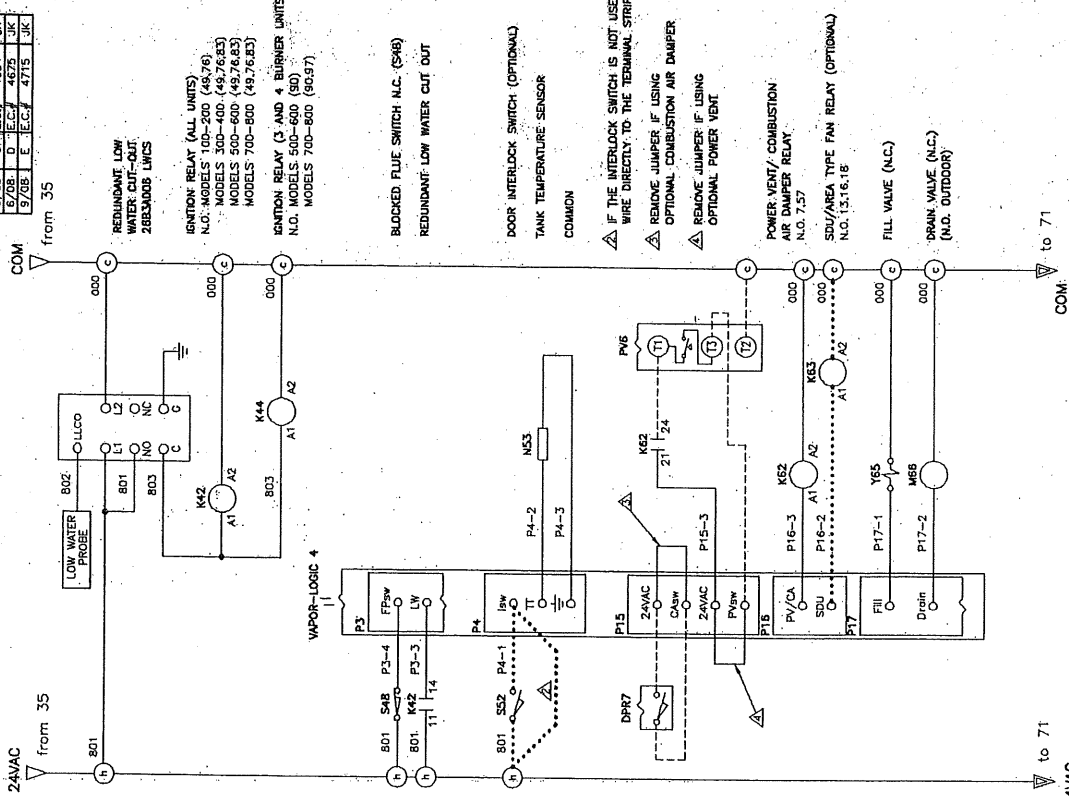 6/08 D E.C.# 4675 JK
9/08 E E.C.# 4715 JK
24VAC
from 35
COM
from 35
801
LOW WATER
PROBE
802
801
803
LLCO
L1
L2
NO
NC
C
G
000
REDUNDANT LOW
WATER CUT-OUT
26B3A00B LWCS
K42
A1
A2
000
IGNITION RELAY (ALL UNITS)
N.O. MODELS 100-200 (49,76)
MODELS 300-400 (49,76,83)
MODELS 500-600 (49,76,83)
MODELS 700-800 (49,76,83)
803
K44
A1
A2
000
IGNITION RELAY (3 AND 4 BURNER UNITS
N.O. MODELS 500-600 (90)
MODELS 700-800 (90,97)
VAPOR-LOGIC 4
P3
801
S48
P3-4
FPsw
BLOCKED FLUE SWITCH N.C. (S48)
801
K42
11
14
P3-3
LW
REDUNDANT LOW WATER CUT OUT
P4
801
S52
P4-1
Isw
DOOR INTERLOCK SWITCH (OPTIONAL)
TT
P4-2
N53
TANK TEMPERATURE SENSOR
P4-3
COMMON
2
2 IF THE INTERLOCK SWITCH IS NOT USE
WIRE DIRECTLY TO THE TERMINAL STRIP
3 REMOVE JUMPER IF USING
OPTIONAL COMBUSTION AIR DAMPER
4 REMOVE JUMPER IF USING
OPTIONAL POWER VENT
P15
DPR7
24VAC
CAsw
24VAC
PVsw
3
4
P15-3
K62
21
24
PV6
T1
T3
T2
P16
PV/CA
P16-3
K62
A1
A2
000
POWER VENT/ COMBUSTION
AIR DAMPER RELAY
N.O. 7,57
SDU
P16-2
K63
A1
A2
000
SDU/AREA TYPE FAN RELAY (OPTIONAL)
N.O. 13,16,18
P17
Fill
P17-1
Y65
000
FILL VALVE (N.C.)
Drain
P17-2
M66
000
DRAIN VALVE (N.C.)
(N.O. OUTDOOR)
h
h
h
h
c
c
c
c
c
c
c
c
to 71
to 71
COM